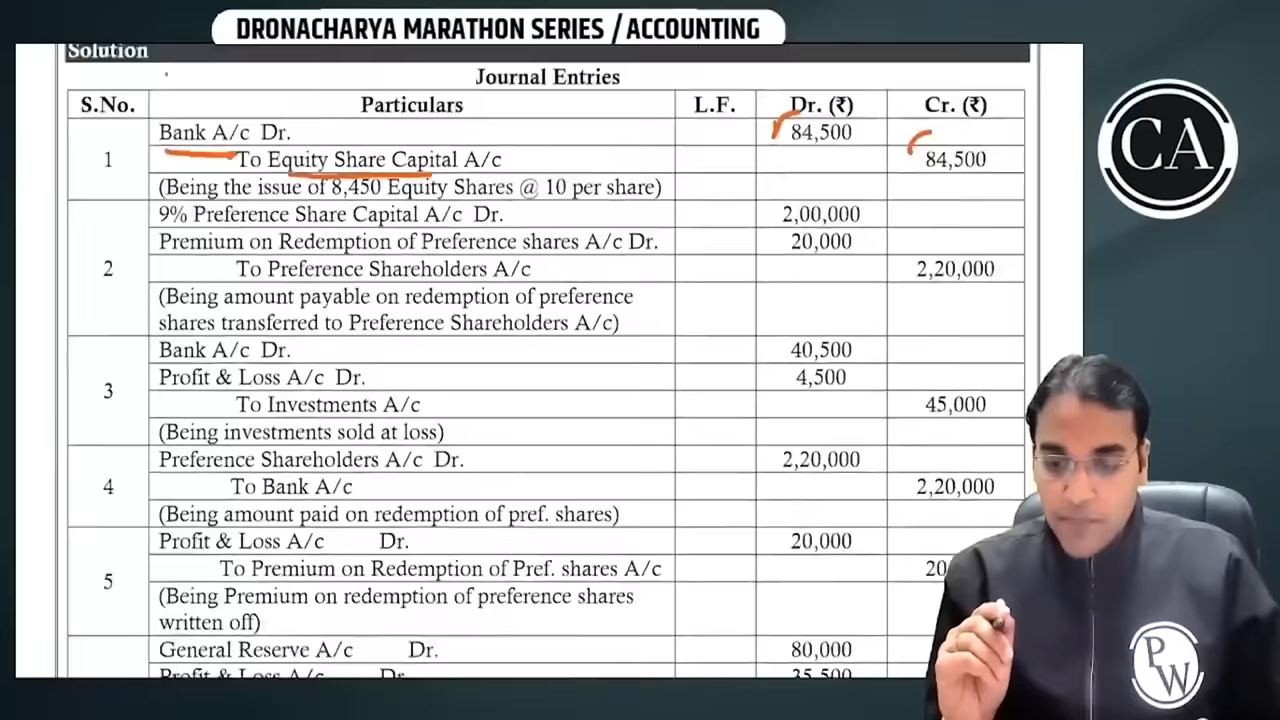 DRONACHARYA MARATHON SERIES / ACCOUNTING
Solution
Journal Entries
S.No. Particulars L.F. Dr. (₹) Cr. (₹)
Bank A/c Dr. 84,500
1 To Equity Share Capital A/c 84,500
(Being the issue of 8,450 Equity Shares @ 10 per share)
9% Preference Share Capital A/c Dr. 2,00,000
Premium on Redemption of Preference shares A/c Dr. 20,000
2 To Preference Shareholders A/c 2,20,000
(Being amount payable on redemption of preference
shares transferred to Preference Shareholders A/c)
Bank A/c Dr. 40,500
Profit & Loss A/c Dr. 4,500
3 To Investments A/c 45,000
(Being investments sold at loss)
Preference Shareholders A/c Dr. 2,20,000
4 To Bank A/c 2,20,000
(Being amount paid on redemption of pref. shares)
Profit & Loss A/c Dr. 20,000
5 To Premium on Redemption of Pref. shares A/c 20
(Being Premium on redemption of preference shares
written off)
General Reserve A/c Dr. 80,000
Profit & Loss A/c Dr. 35,500
CA
PW